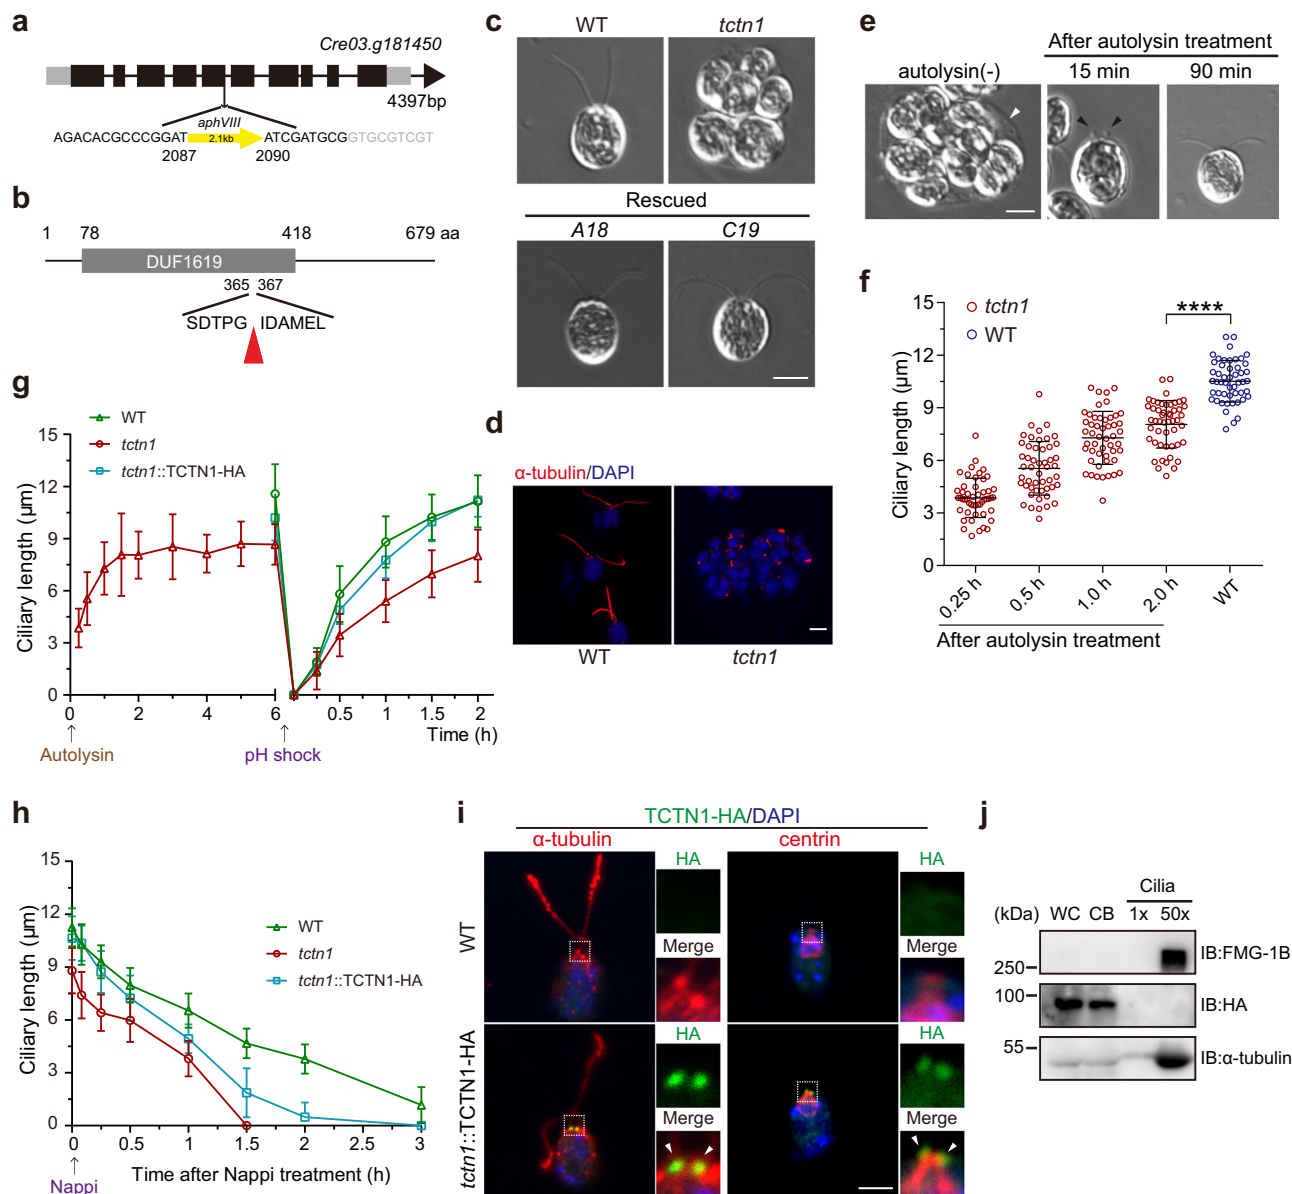 a
Cre03.g181450
4397bp
aphVIII
AGACACGCCCGGAT 2.1kb ATCGATGCGGTGCGTCGT
2087 2090
b
1 78 418 679 aa
DUF1619
365 367
SDTPG IDAMEL
c
WT tctn1
Rescued
A18 C19
d
α-tubulin/DAPI
WT tctn1
e
After autolysin treatment
autolysin(-) 15 min 90 min
f
15
12
9
6
3
0
Ciliary length (μm)
tctn1
WT
****
0.25 h 0.5 h 1.0 h 2.0 h WT
After autolysin treatment
g
WT
tctn1
tctn1::TCTN1-HA
15
12
9
6
3
0
Ciliary length (μm)
0 2 4 6 0.5 1 1.5 2
Time (h)
Autolysin pH shock
h
15
12
9
6
3
0
Ciliary length (μm)
WT
tctn1
tctn1::TCTN1-HA
0 0.5 1 1.5 2 2.5 3
Time after Nappi treatment (h)
Nappi
i
TCTN1-HA/DAPI
α-tubulin centrin
HA HA
WT
Merge Merge
HA HA
tctn1::TCTN1-HA
Merge Merge
j
Cilia
(kDa) WC CB 1x 50x
IB:FMG-1B
250
100
IB:HA
55
IB:α-tubulin